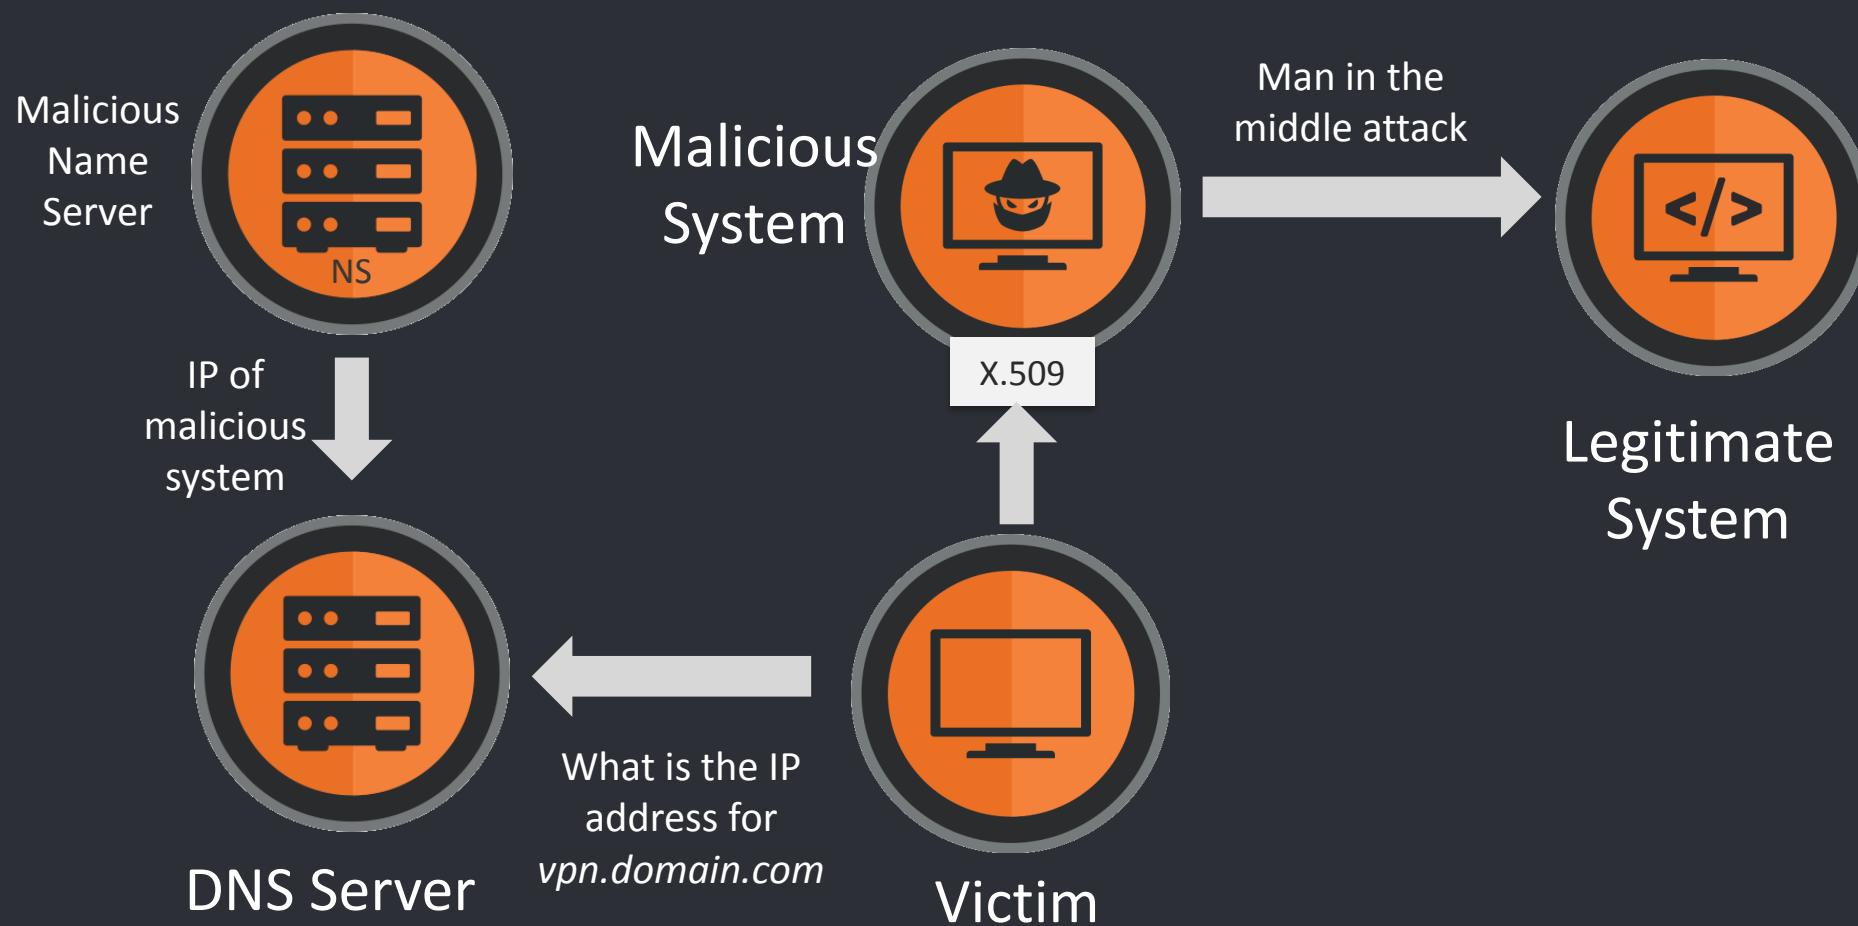 Malicious
Name
Server
NS
IP of
malicious
system
DNS Server
What is the IP
address for
vpn.domain.com
Malicious
System
X.509
Victim
Man in the
middle attack
</>
Legitimate
System